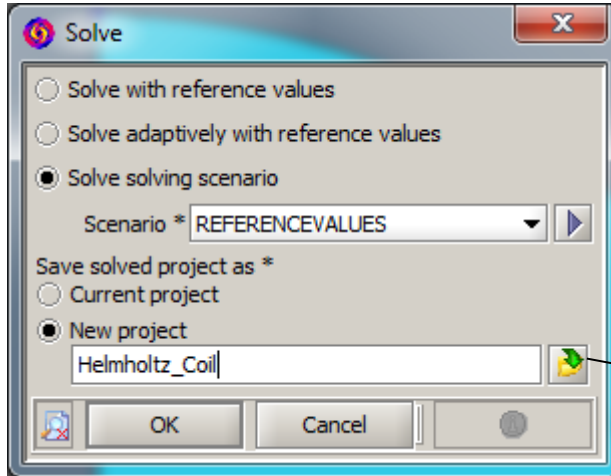 Solve
Solve with reference values
Solve adaptively with reference values
Solve solving scenario
Scenario * REFERENCEVALUES
Save solved project as *
Current project
New project
Helmholtz_Coil
OK Cancel